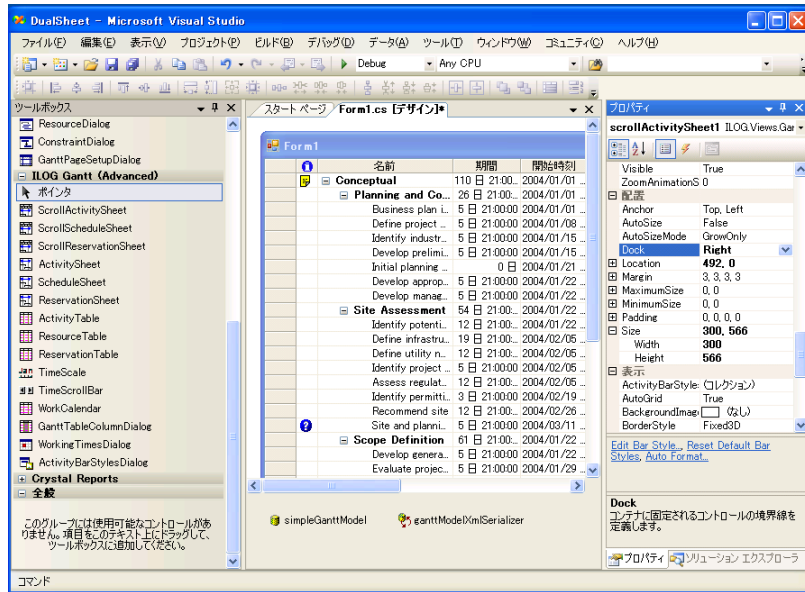 DualSheet - Microsoft Visual Studio
ファイル(F) 編集(E) 表示(V) プロジェクト(P) ビルド(B) デバッグ(D) データ(A) ツール(T) ウィンドウ(W) コミュニティ(C) ヘルプ(H)
Debug Any CPU
ツールボックス
ResourceDialog
ConstraintDialog
GanttPageSetupDialog
ILOG Gantt (Advanced)
ポインタ
ScrollActivitySheet
ScrollScheduleSheet
ScrollReservationSheet
ActivitySheet
ScheduleSheet
ReservationSheet
ActivityTable
ResourceTable
ReservationTable
TimeScale
TimeScrollBar
WorkCalendar
GanttTableColumnDialog
WorkingTimesDialog
ActivityBarStylesDialog
Crystal Reports
全般
このグループには使用可能なコントロールがあ
りません。項目をこのテキスト上にドラッグして、
ツールボックスに追加してください。
スタート ページ Form1.cs [デザイン]*
Form1
名前 期間 開始時刻
Conceptual 110 日 21:00... 2004/01/01 ...
Planning and Co... 26 日 21:00:... 2004/01/01 ...
Business plan i... 5 日 21:00:00 2004/01/01 ...
Define project ... 5 日 21:00:00 2004/01/08 ...
Identify industr... 5 日 21:00:00 2004/01/15 ...
Develop prelimi... 5 日 21:00:00 2004/01/15 ...
Initial planning ... 0 日 2004/01/21 ...
Develop approp... 5 日 21:00:00 2004/01/22 ...
Develop manag... 5 日 21:00:00 2004/01/22 ...
Site Assessment 54 日 21:00:... 2004/01/22 ...
Identify potenti... 12 日 21:00:... 2004/01/22 ...
Define infrastru... 19 日 21:00:... 2004/02/05 ...
Define utility n... 12 日 21:00:... 2004/02/05 ...
Identify project ... 5 日 21:00:00 2004/02/05 ...
Assess regulat... 12 日 21:00:... 2004/02/05 ...
Identify permitti... 3 日 21:00:00 2004/02/19 ...
Recommend site 12 日 21:00:... 2004/02/26 ...
Site and planni... 5 日 21:00:00 2004/03/11 ...
Scope Definition 61 日 21:00:... 2004/01/22 ...
Develop genera... 5 日 21:00:00 2004/01/22 ...
Evaluate projec... 5 日 21:00:00 2004/01/29 ...
simpleGanttModel ganttModelXmlSerializer
プロパティ
scrollActivitySheet1 ILOG.Views.Gan
Visible True
ZoomAnimationS 0
配置
Anchor Top, Left
AutoSize False
AutoSizeMode GrowOnly
Dock Right
Location 492, 0
Margin 3, 3, 3, 3
MaximumSize 0, 0
MinimumSize 0, 0
Padding 0, 0, 0, 0
Size 300, 566
Width 300
Height 566
表示
ActivityBarStyle: (コレクション)
AutoGrid True
BackgroundImag (なし)
BorderStyle Fixed3D
Edit Bar Style..., Reset Default Bar
Styles, Auto Format...
Dock
コンテナに固定されるコントロールの境界線を
定義します。
プロパティ ソリューション エクスプローラ
コマンド